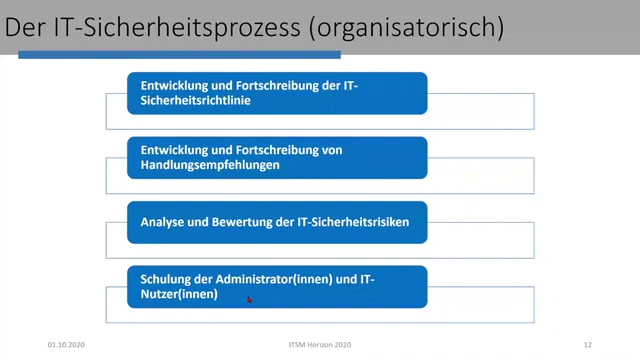 Der IT-Sicherheitsprozess (organisatorisch)
Entwicklung und Fortschreibung der IT-
Sicherheitsrichtlinie
Entwicklung und Fortschreibung von
Handlungsempfehlungen
Analyse und Bewertung der IT-Sicherheitsrisiken
Schulung der Administrator(innen) und IT-
Nutzer(innen)
01.10.2020 ITSM Horizon 2020 12